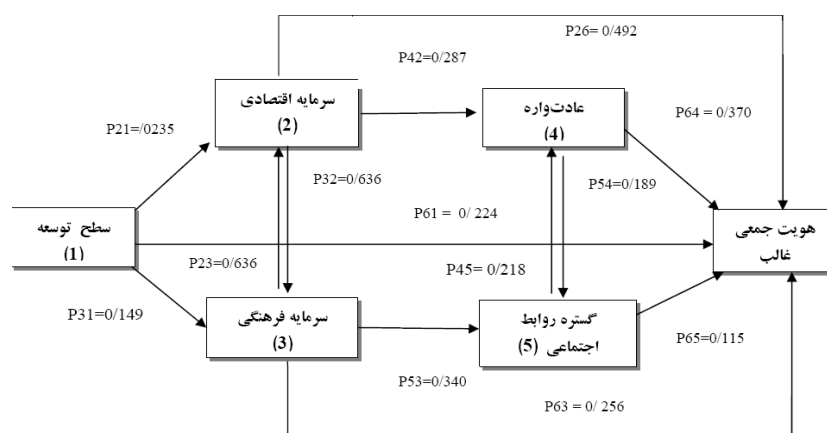 P26= 0/492
P42=0/287
سرمایه اقتصادی
(2)
عادت‌واره
(4)
P64 = 0/370
P21=/0235
P32=0/636
P54=0/189
سطح توسعه
(1)
P61 = 0/ 224
هویت جمعی
غالب
P23=0/636
P45= 0/218
P31=0/149
سرمایه فرهنگی
(3)
گستره روابط
اجتماعی (5)
P65=0/115
P53=0/340
P63 = 0/ 256